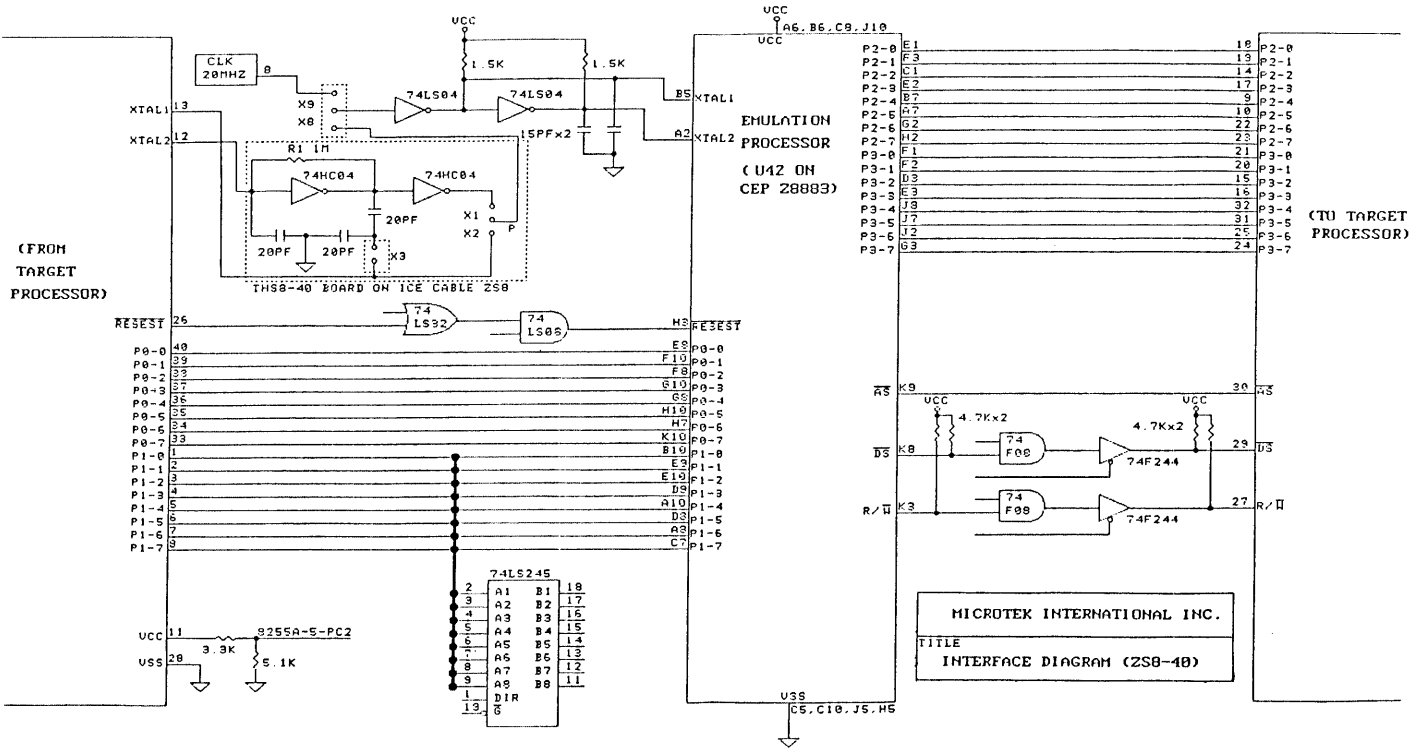 VCC
VCC A6,B6,C8,J10
VCC
CLK
20MHZ
8
1.5K
1.5K
74LS04
74LS04
X9
X8
15PFx2
XTAL1 13
XTAL2 12
B5 XTAL1
A2 XTAL2
R1 1M
74HC04
74HC04
20PF
20PF
20PF
X1
X2
P
X3
THS8-40 BOARD ON ICE CABLE ZS8
EMULATION
PROCESSOR
(U42 ON
CEP Z8883)
P2-0 E1 18 P2-0
P2-1 F3 13 P2-1
P2-2 C1 14 P2-2
P2-3 E2 17 P2-3
P2-4 B7 9 P2-4
P2-5 A7 10 P2-5
P2-6 G2 22 P2-6
P2-7 H2 23 P2-7
P3-0 F1 21 P3-0
P3-1 F2 20 P3-1
P3-2 D3 15 P3-2
P3-3 E3 16 P3-3
P3-4 J8 32 P3-4
P3-5 J7 31 P3-5
P3-6 J2 25 P3-6
P3-7 G3 24 P3-7
(TO TARGET
PROCESSOR)
(FROM
TARGET
PROCESSOR)
RESEST 26
74
LS32
74
LS08
H3 RESEST
P0-0 40 E8 P0-0
P0-1 39 F10 P0-1
P0-2 38 F8 P0-2
P0-3 37 G10 P0-3
P0-4 36 G8 P0-4
P0-5 35 H10 P0-5
P0-6 34 H7 P0-6
P0-7 33 K10 P0-7
P1-0 1 B10 P1-0
P1-1 2 E9 P1-1
P1-2 3 E10 P1-2
P1-3 4 D9 P1-3
P1-4 5 A10 P1-4
P1-5 6 D8 P1-5
P1-6 7 A8 P1-6
P1-7 8 C7 P1-7
AS K9 30 AS
VCC
4.7Kx2
VCC
4.7Kx2
DS K8
74
F08
74F244
29 DS
R/W K3
74
F08
74F244
27 R/W
74LS245
2 A1 B1 18
3 A2 B2 17
4 A3 B3 16
5 A4 B4 15
6 A5 B5 14
7 A6 B6 13
8 A7 B7 12
9 A8 B8 11
1 DIR
13 G
VCC 11
3.3K
8255A-5-PC2
VSS 28
5.1K
VSS
C5,C10,J5,H5
MICROTEK INTERNATIONAL INC.
TITLE
INTERFACE DIAGRAM (ZS8-40)